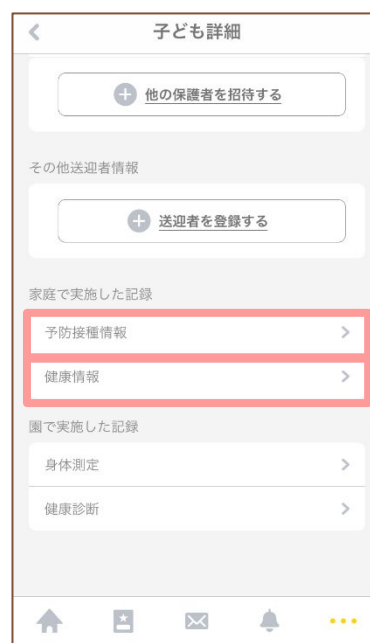 子ども詳細
他の保護者を招待する
その他送迎者情報
送迎者を登録する
家庭で実施した記録
予防接種情報
健康情報
園で実施した記録
身体測定
健康診断